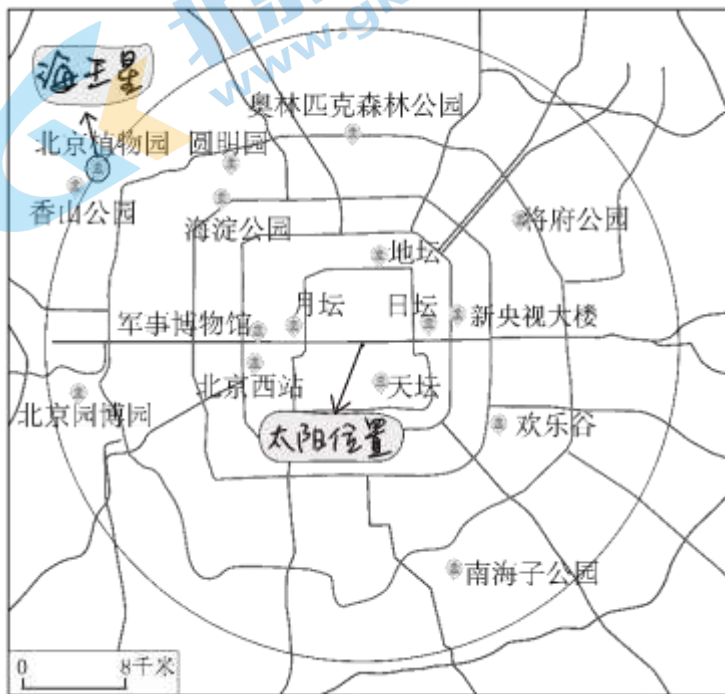 北
www.gk
海王星
奥林匹克森林公园
北京植物园 圆明园
香山公园
海淀公园
将府公园
地坛
月坛 日坛
军事博物馆
新央视大楼
北京西站
天坛
北京园博园
欢乐谷
太阳位置
南海子公园
0 8千米